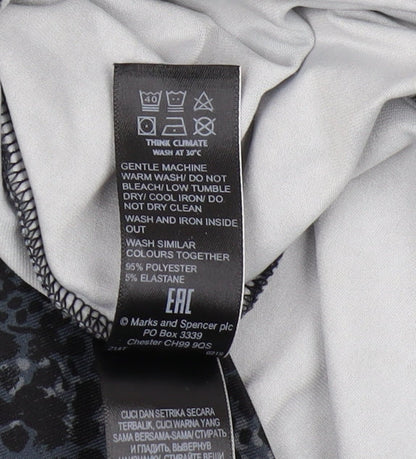 40
THINK CLIMATE
WASH AT 30°C
GENTLE MACHINE
WARM WASH/ DO NOT
BLEACH/ LOW TUMBLE
DRY/ COOL IRON/ DO
NOT DRY CLEAN
WASH AND IRON INSIDE
OUT
WASH SIMILAR
COLOURS TOGETHER
95% POLYESTER
5% ELASTANE
EAC
© Marks and Spencer plc
PO Box 3339
Chester CH99 9QS
CUCI DAN SETRIKA SECARA
TERBALIK, CUCI WARNA YANG
SAMA BERSAMA-SAMA/ СТИРАТЬ
И ГЛАДИТЬ, ВЫВЕРНУВ